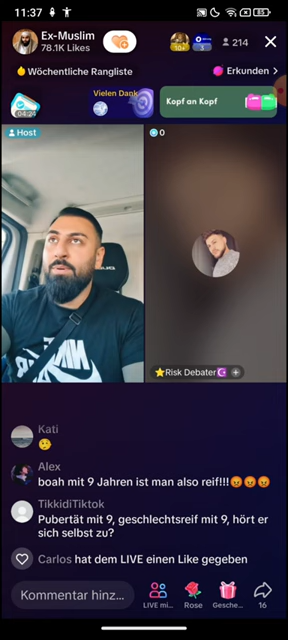 11:37
85
Ex-Muslim
78.1K Likes
10+
3
214
Wöchentliche Rangliste
Erkunden >
04:24
Vielen Dank
Kopf an Kopf
Host
0
Risk Debater
Kati
Alex
boah mit 9 Jahren ist man also reif!!!😡😡😡
TikkidiTiktok
Pubertät mit 9, geschlechtsreif mit 9, hört er
sich selbst zu?
Carlos hat dem LIVE einen Like gegeben
Kommentar hinz...
LIVE mi...
Rose
Gesche...
16